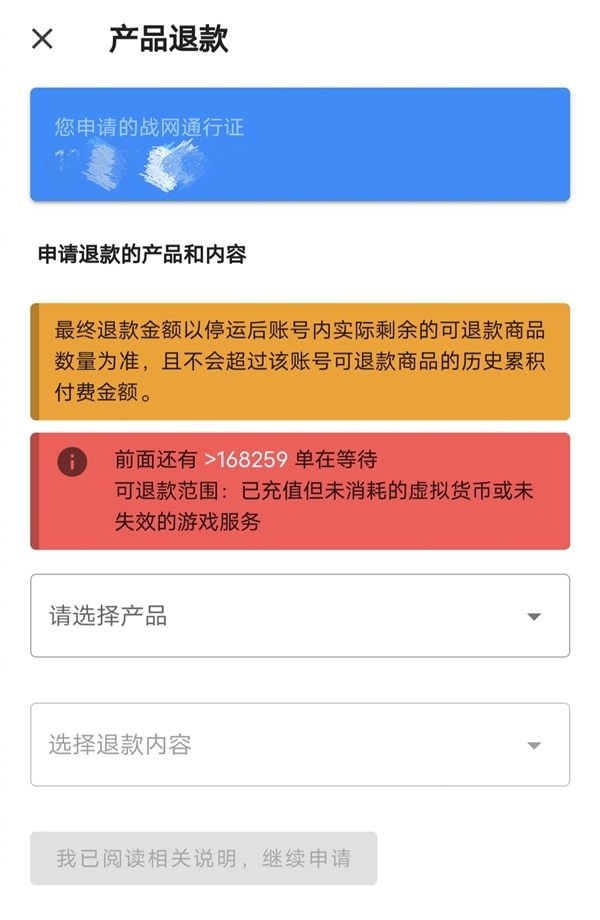 产品退款
您申请的战网通行证
申请退款的产品和内容
最终退款金额以停运后账号内实际剩余的可退款商品
数量为准，且不会超过该账号可退款商品的历史累积
付费金额。
前面还有 >168259 单在等待
可退款范围：已充值但未消耗的虚拟货币或未
失效的游戏服务
请选择产品
选择退款内容
我已阅读相关说明，继续申请